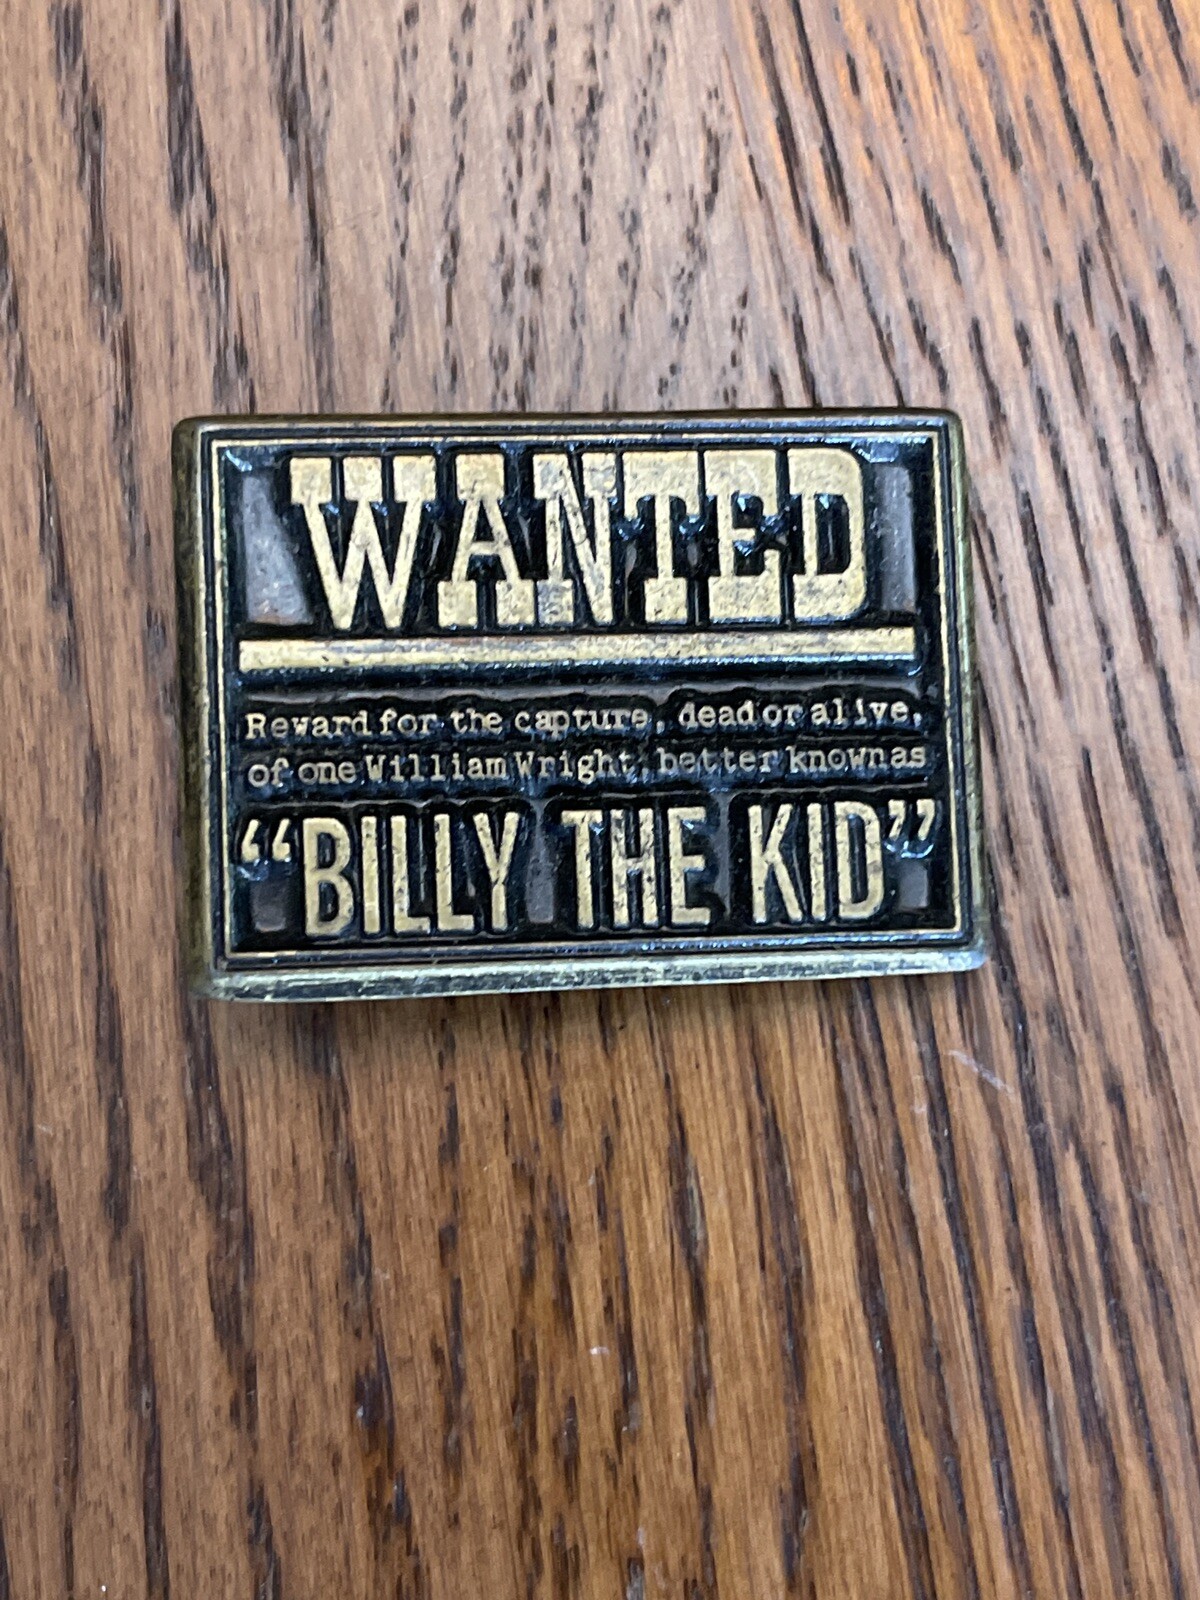 WANTED
Reward for the capture, dead or alive,
of one William Wright, better known as
“BILLY THE KID”